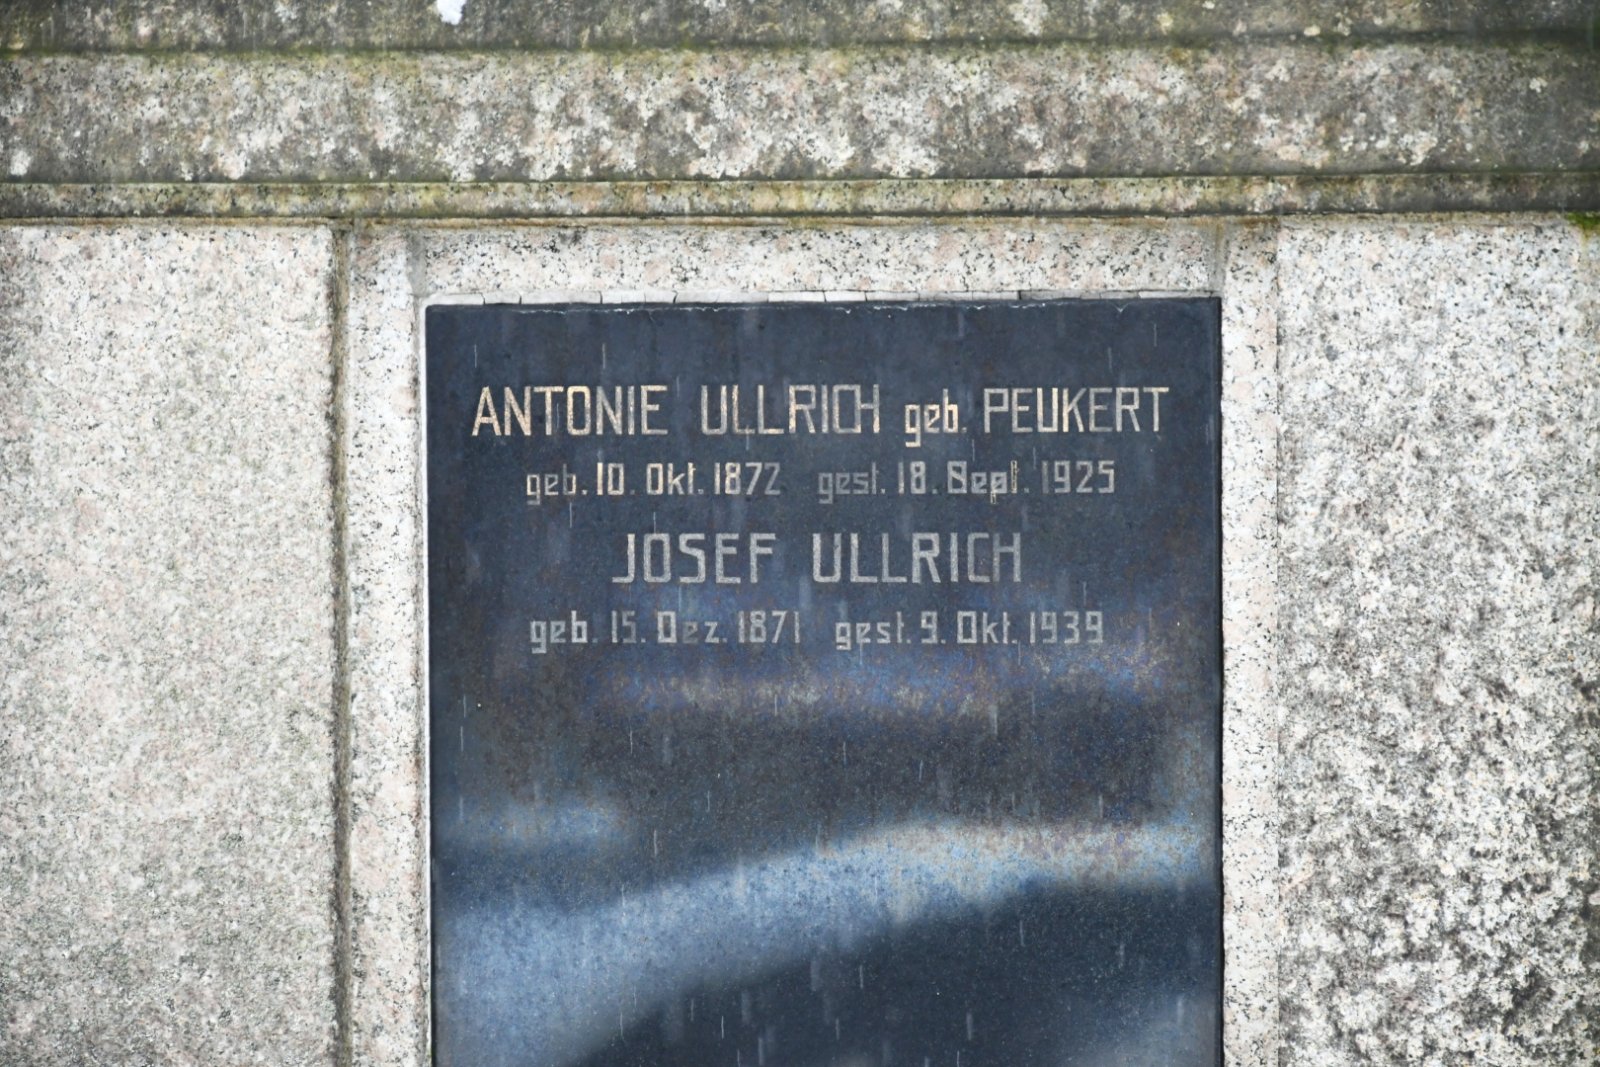 ANTONIE ULLRICH geb. PEUKERT
geb. 10. Okt. 1872 gest. 18. Sept. 1925
JOSEF ULLRICH
geb. 15. Dez. 1871 gest. 9. Okt. 1939